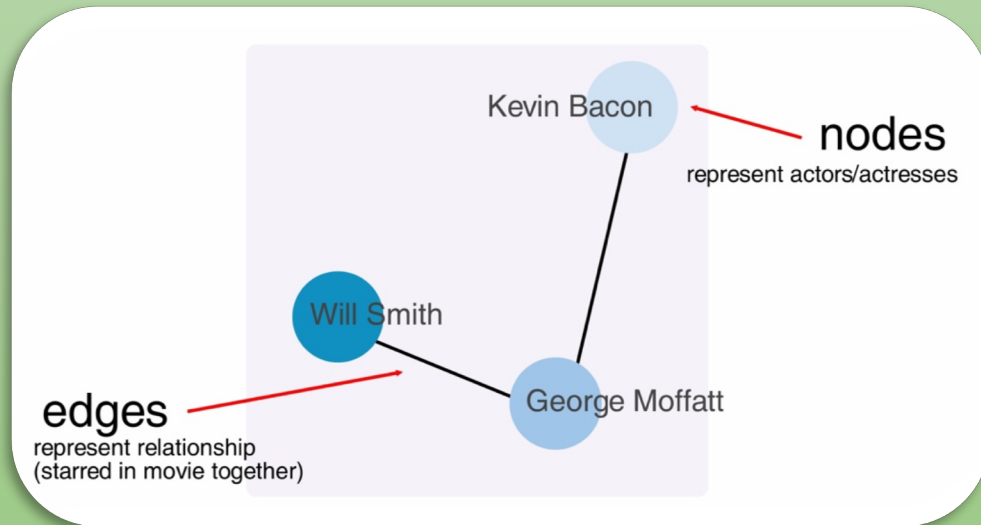 Kevin Bacon
nodes
represent actors/actresses
Will Smith
George Moffatt
edges
represent relationship
(starred in movie together)